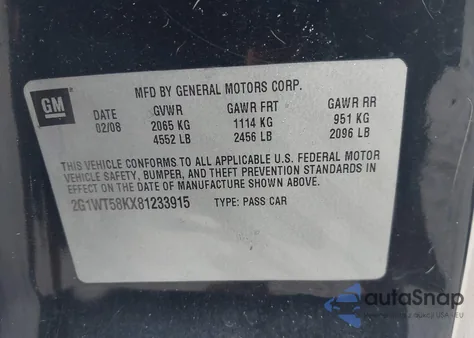 MFD BY GENERAL MOTORS CORP.
GM
DATE GVWR GAWR FRT GAWR RR
02/08 2065 KG 1114 KG 951 KG
4552 LB 2456 LB 2096 LB
THIS VEHICLE CONFORMS TO ALL APPLICABLE U.S. FEDERAL MOTOR
VEHICLE SAFETY, BUMPER, AND THEFT PREVENTION STANDARDS IN
EFFECT ON THE DATE OF MANUFACTURE SHOWN ABOVE.
2G1WT58KX81233915 TYPE: PASS CAR
autoSnap